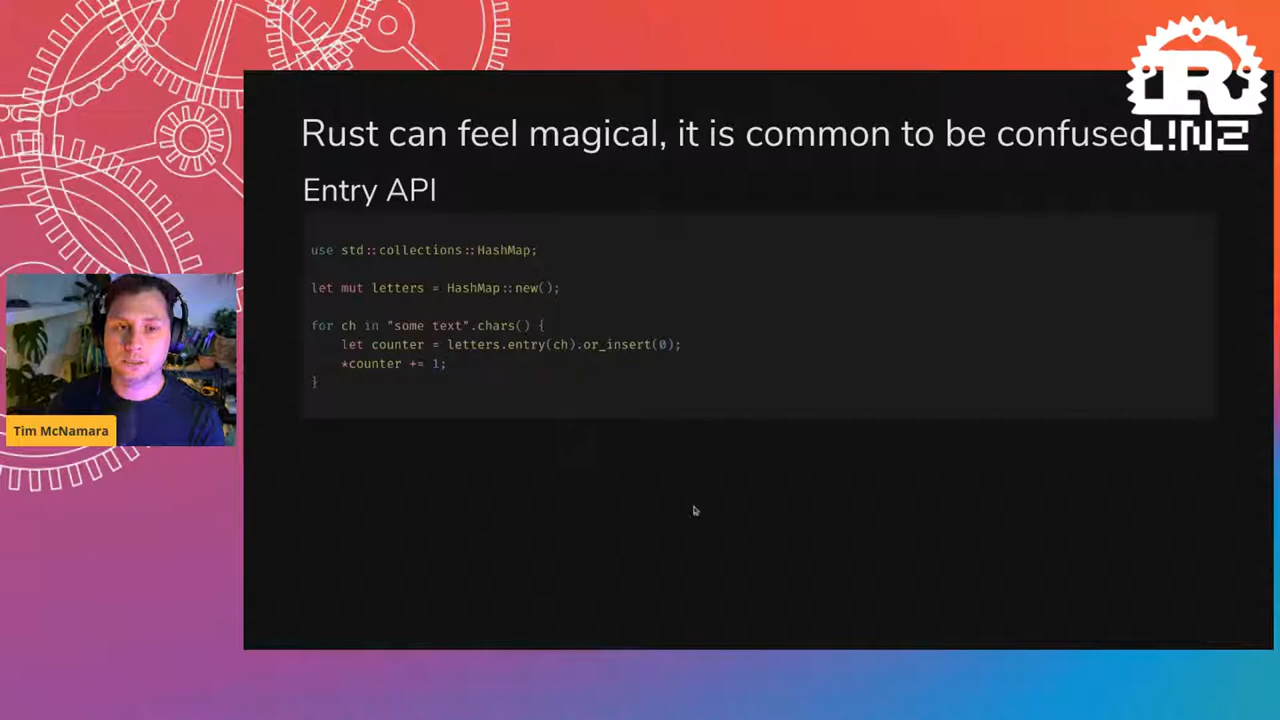 Rust can feel magical, it is common to be confused
Entry API
use std::collections::HashMap;
let mut letters = HashMap::new();
for ch in "some text".chars() {
    let counter = letters.entry(ch).or_insert(0);
    *counter += 1;
}
R
L!NZ
Tim McNamara